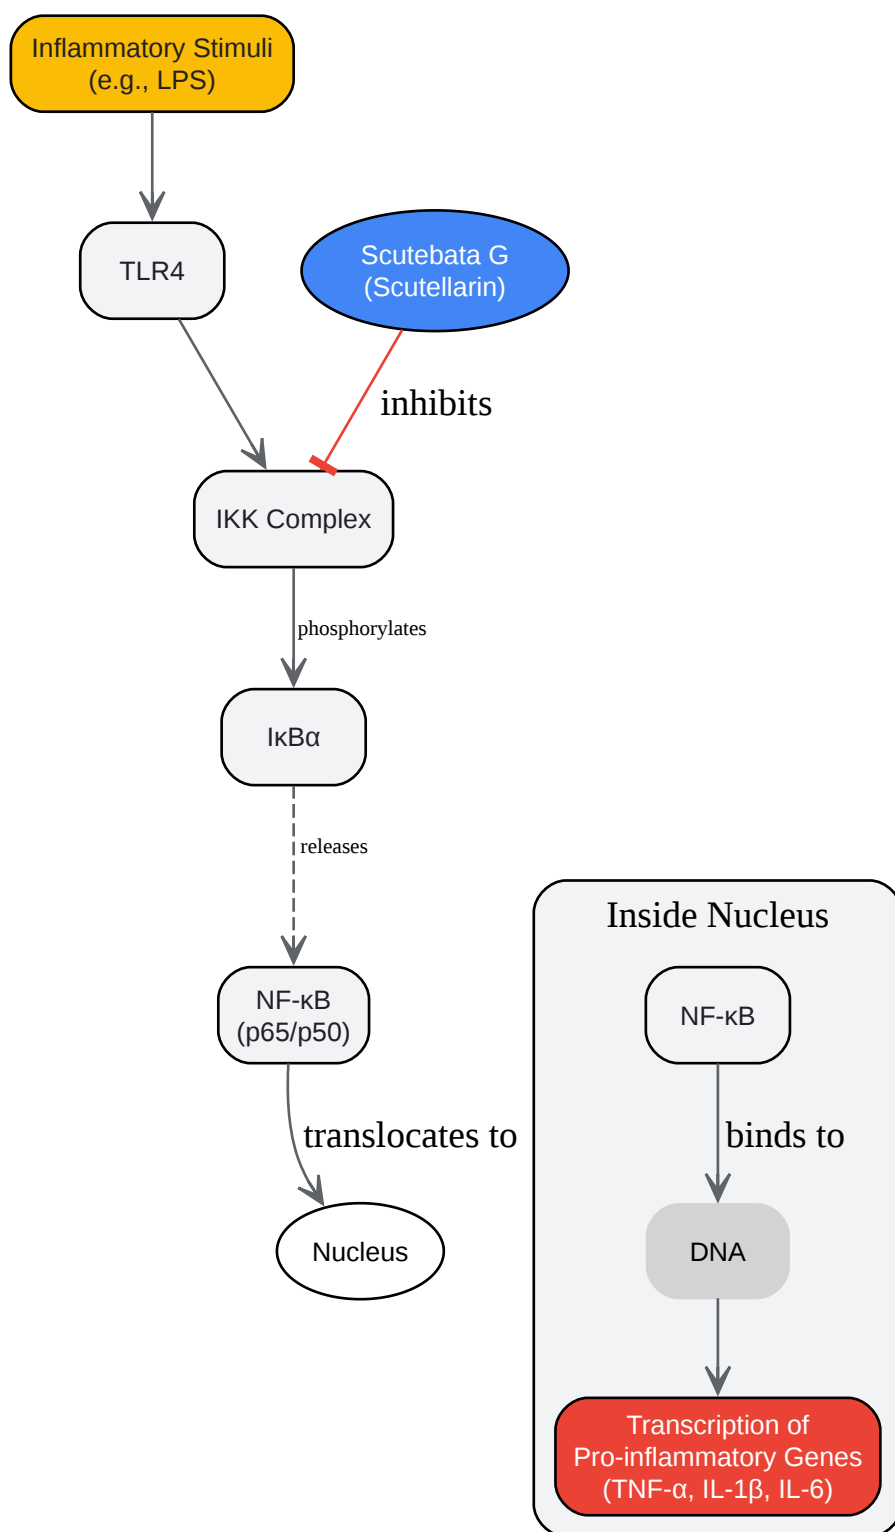 Inflammatory Stimuli
(e.g., LPS)
TLR4
Scutebata G
(Scutellarin)
inhibits
IKK Complex
phosphorylates
IκBα
releases
NF-κB
(p65/p50)
translocates to
Nucleus
Inside Nucleus
NF-κB
binds to
DNA
Transcription of
Pro-inflammatory Genes
(TNF-α, IL-1β, IL-6)